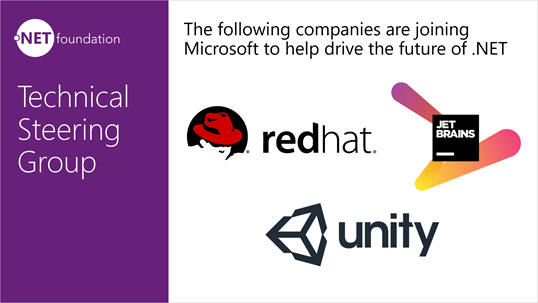 .NET foundation
Technical
Steering
Group
The following companies are joining
Microsoft to help drive the future of .NET
redhat.
JET
BRAINS
unity